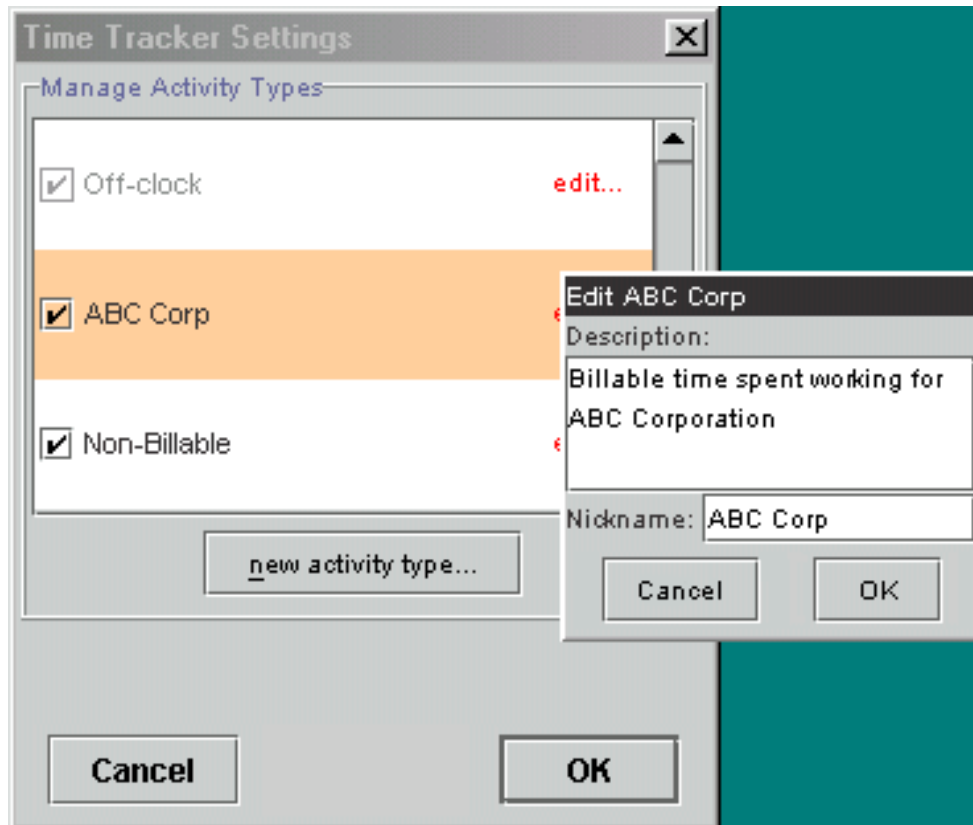 Time Tracker Settings
Manage Activity Types
Off-clock edit...
ABC Corp e
Non-Billable e
new activity type...
Cancel OK
Edit ABC Corp
Description:
Billable time spent working for
ABC Corporation
Nickname: ABC Corp
Cancel OK